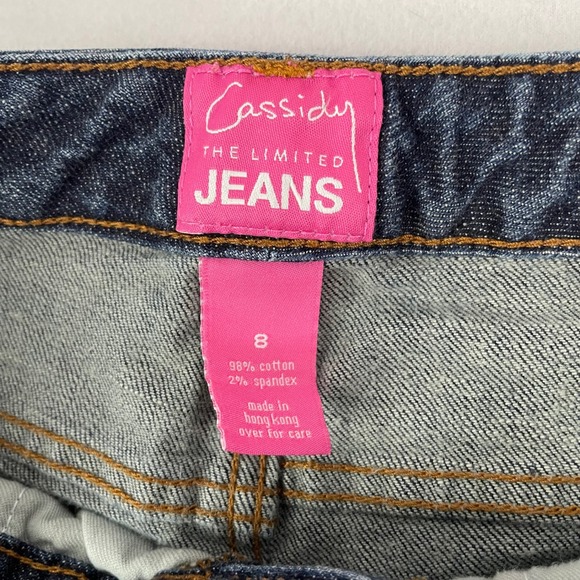 Cassidy
THE LIMITED
JEANS
8
98% cotton
2% spandex
made in
hong kong
over for care